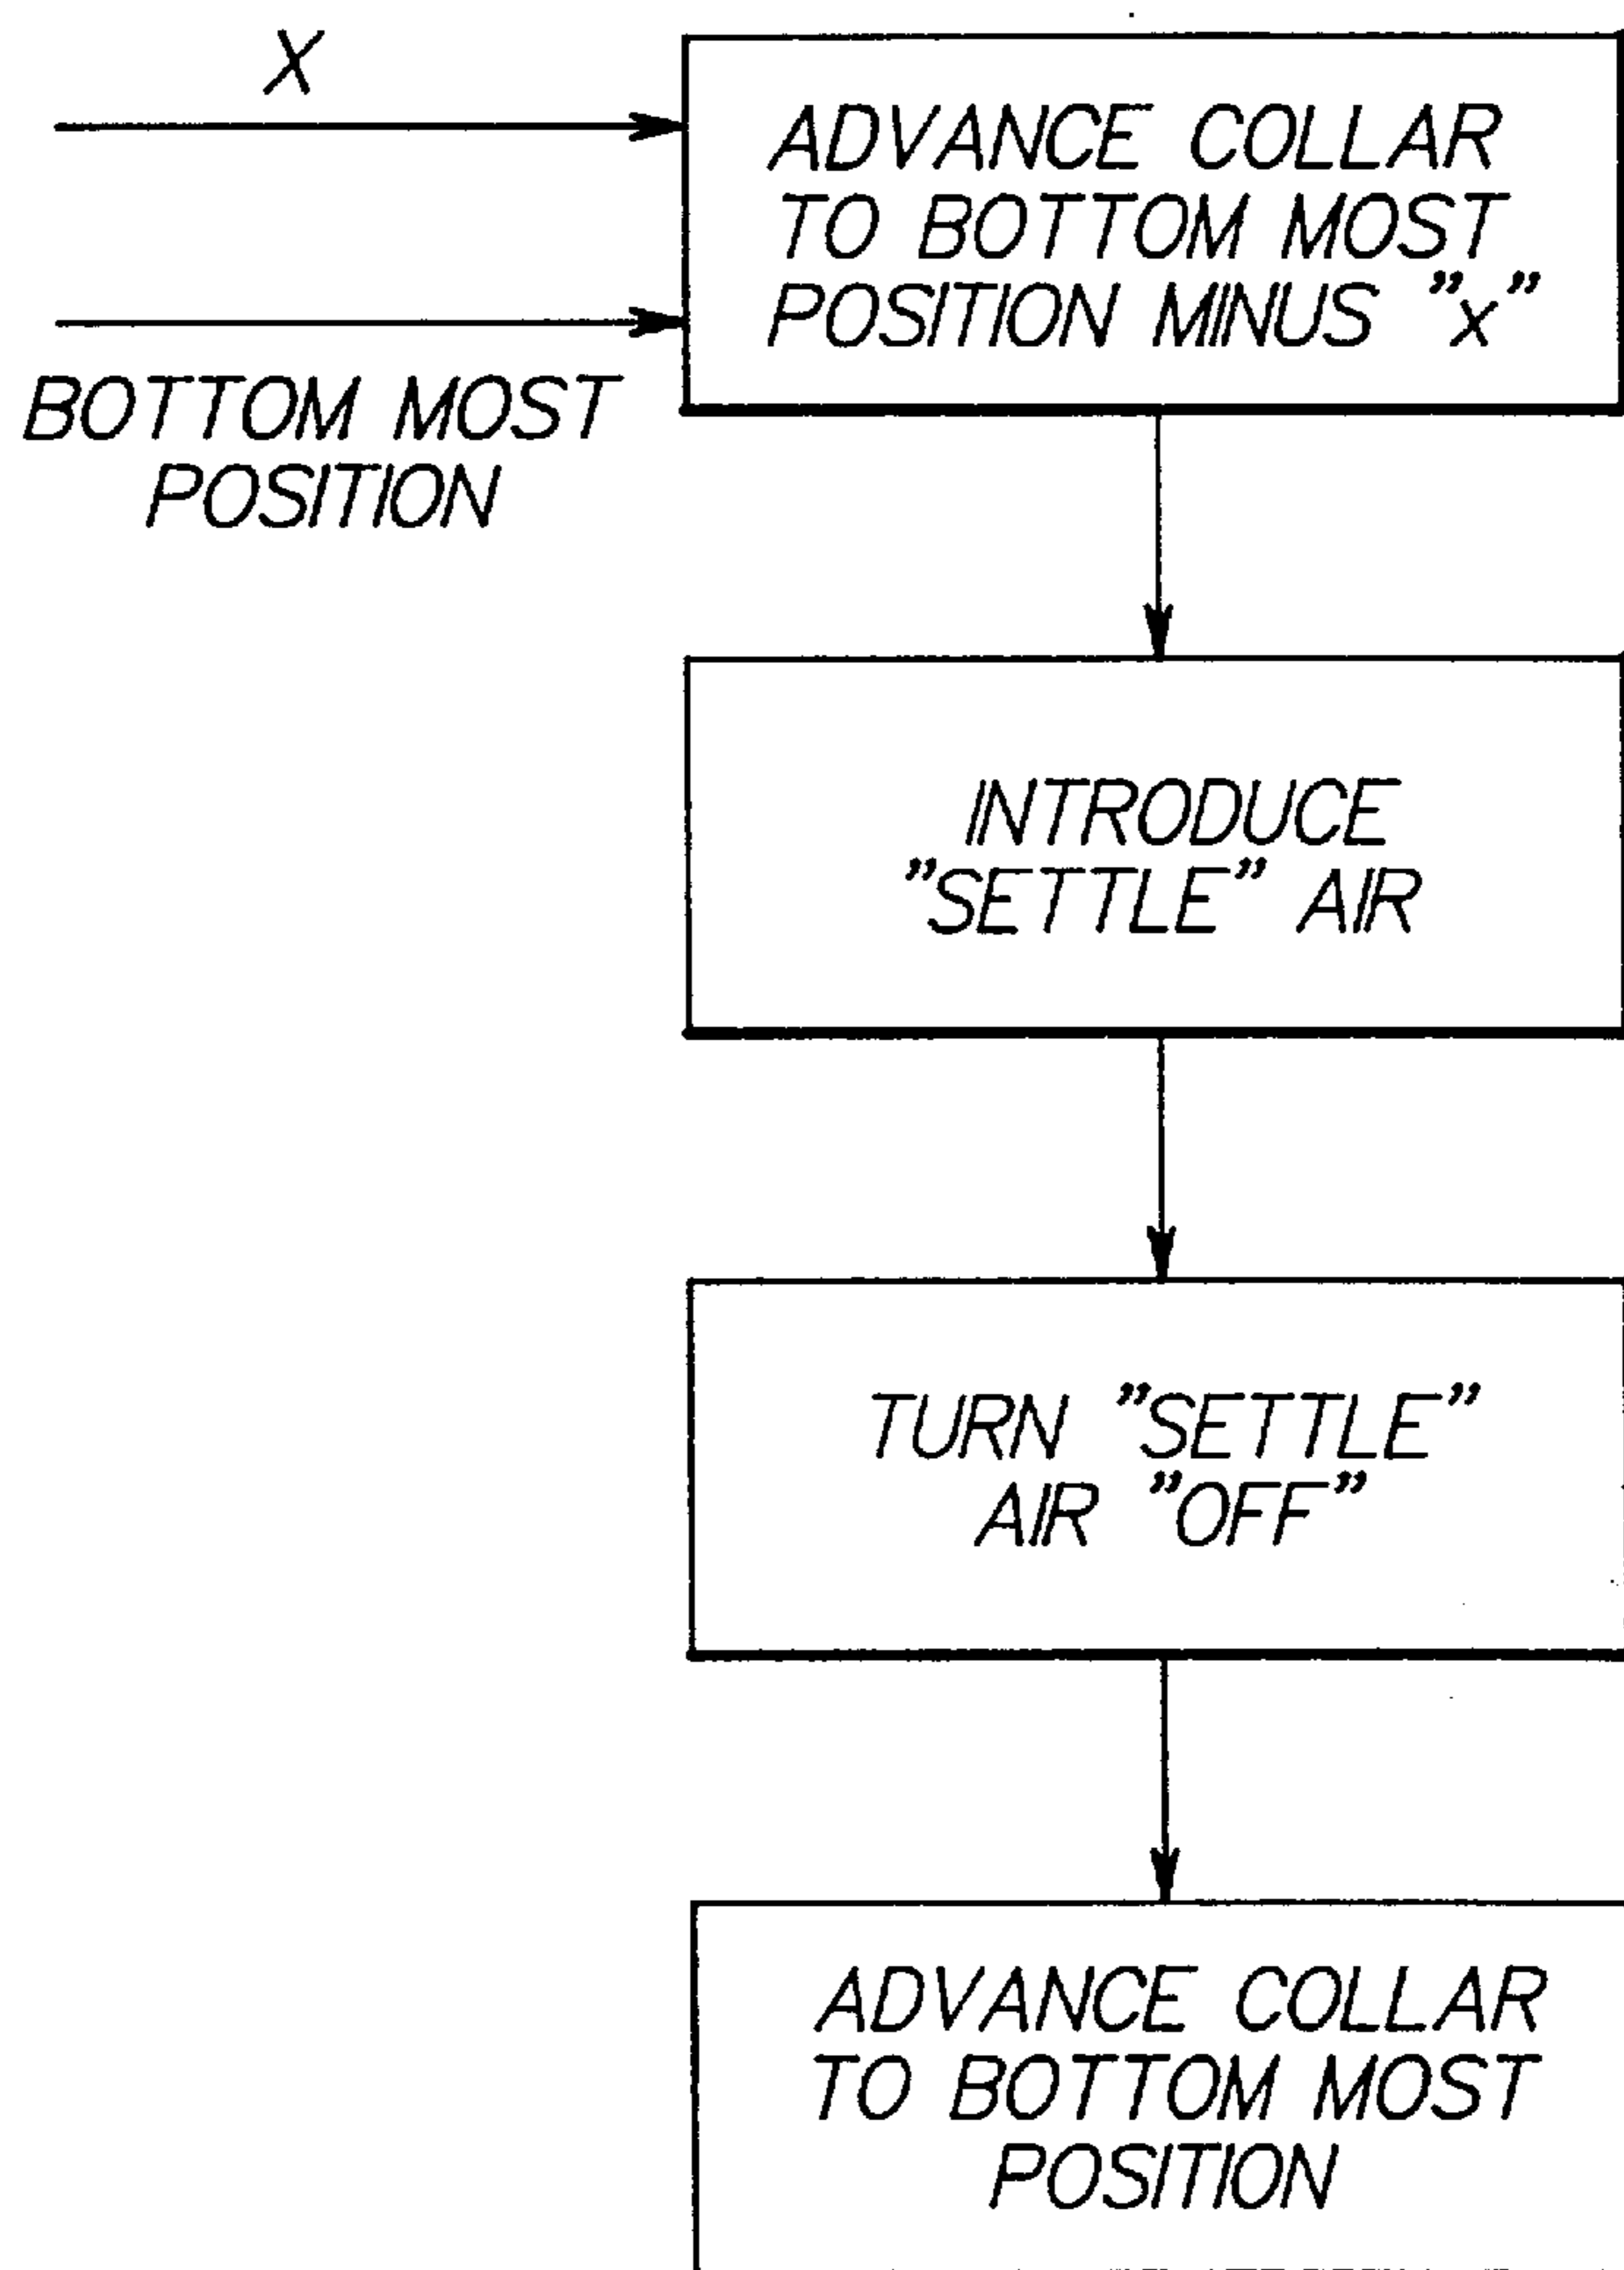 X
ADVANCE COLLAR
TO BOTTOM MOST
POSITION MINUS "x"
BOTTOM MOST
POSITION
INTRODUCE
"SETTLE" AIR
TURN "SETTLE"
AIR "OFF"
ADVANCE COLLAR
TO BOTTOM MOST
POSITION